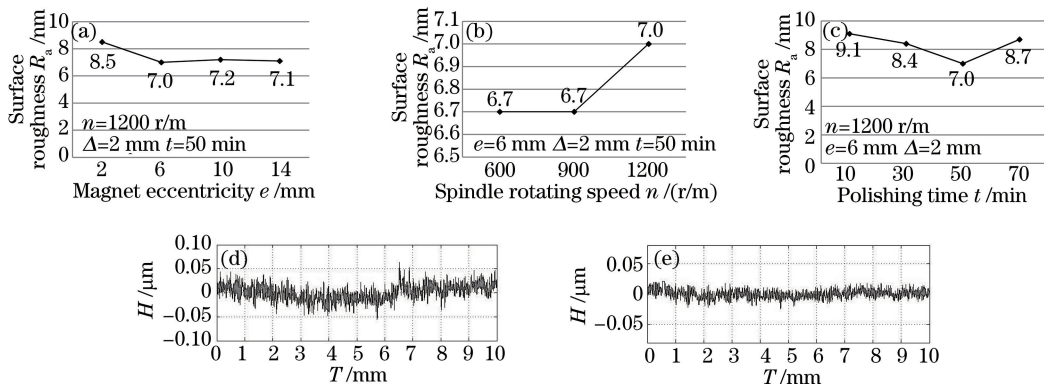 (a)
Surface
roughness Ra /nm
10
8
6
4
2
0
8.5
7.0
7.2
7.1
n=1200 r/m
Δ=2 mm t=50 min
2 6 10 14
Magnet eccentricity e /mm
(b)
Surface
roughness Ra /nm
7.1
7.0
6.9
6.8
6.7
6.6
6.5
6.7
6.7
7.0
e=6 mm Δ=2 mm t=50 min
600 900 1200
Spindle rotating speed n /(r/m)
(c)
Surface
roughness Ra /nm
10
8
6
4
2
0
9.1
8.4
7.0
8.7
n=1200 r/m
e=6 mm Δ=2 mm
10 30 50 70
Polishing time t /min
(d)
H /μm
0.10
0.05
0
−0.05
−0.10
0 1 2 3 4 5 6 7 8 9 10
T /mm
(e)
H /μm
0.05
0
−0.05
0 1 2 3 4 5 6 7 8 9 10
T /mm